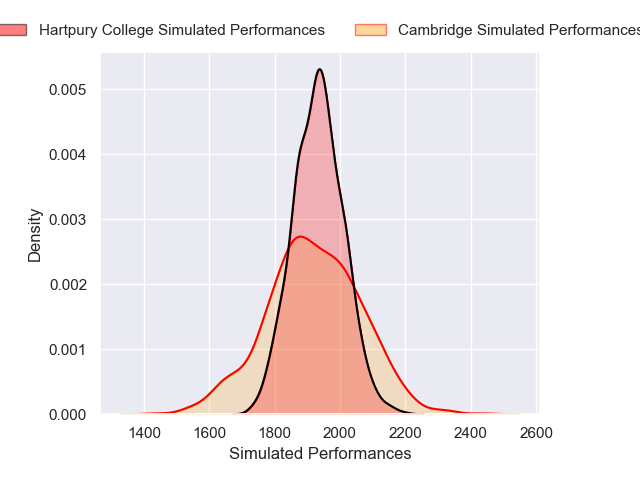 Hartpury College Simulated Performances
Cambridge Simulated Performances
0.005
0.004
0.003
0.002
0.001
0.000
Density
1400 1600 1800 2000 2200 2400 2600
Simulated Performances